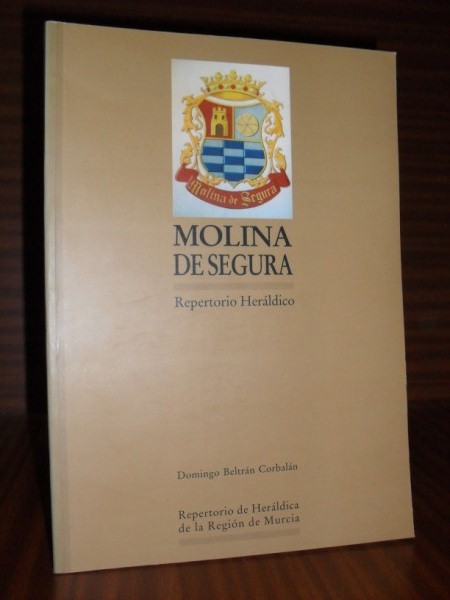 Molina de Segura
MOLINA
DE SEGURA
Repertorio Heráldico
Domingo Beltrán Corbalán
Repertorio de Heráldica
de la Región de Murcia